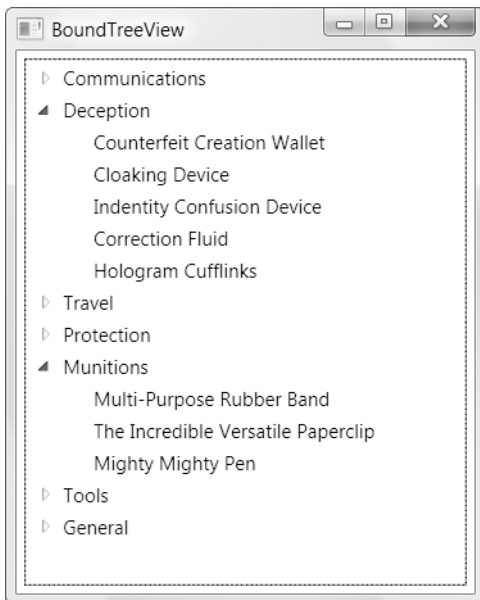 BoundTreeView
Communications
Deception
Counterfeit Creation Wallet
Cloaking Device
Indentity Confusion Device
Correction Fluid
Hologram Cufflinks
Travel
Protection
Munitions
Multi-Purpose Rubber Band
The Incredible Versatile Paperclip
Mighty Mighty Pen
Tools
General